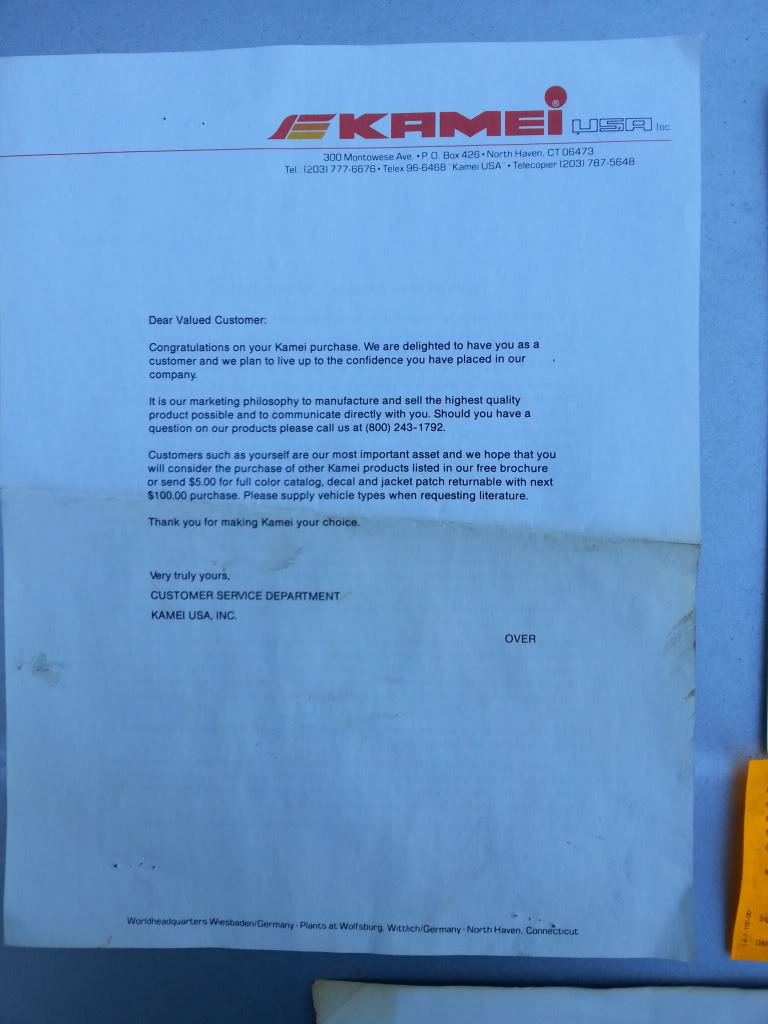 KAMEI® USA Inc.
300 Montowese Ave. • P.O. Box 426 • North Haven, CT 06473
Tel.: (203) 777-6676 • Telex 96-6468 "Kamei USA" • Telecopier (203) 787-5648
Dear Valued Customer:
Congratulations on your Kamei purchase. We are delighted to have you as a
customer and we plan to live up to the confidence you have placed in our
company.
It is our marketing philosophy to manufacture and sell the highest quality
product possible and to communicate directly with you. Should you have a
question on our products please call us at (800) 243-1792.
Customers such as yourself are our most important asset and we hope that you
will consider the purchase of other Kamei products listed in our free brochure
or send $5.00 for full color catalog, decal and jacket patch returnable with next
$100.00 purchase. Please supply vehicle types when requesting literature.
Thank you for making Kamei your choice.
Very truly yours,
CUSTOMER SERVICE DEPARTMENT
KAMEI USA, INC.
OVER
Worldheadquarters Wiesbaden/Germany - Plants at Wolfsburg, Wittlich/Germany - North Haven, Connecticut